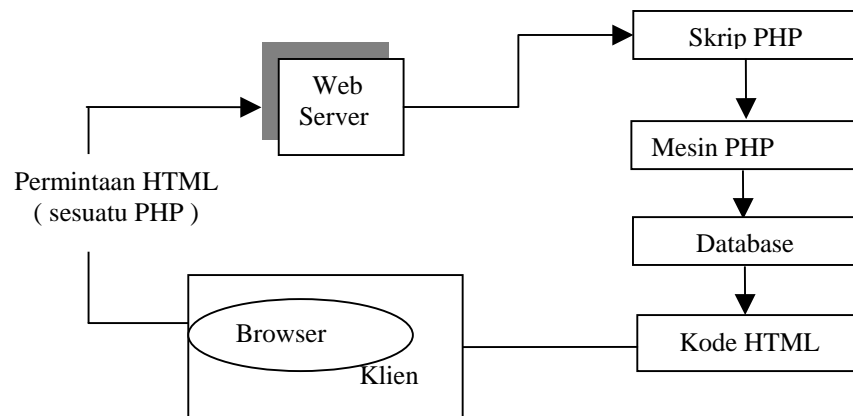 Skrip PHP
Web
Server
Mesin PHP
Permintaan HTML
( sesuatu PHP )
Database
Browser
Kode HTML
Klien